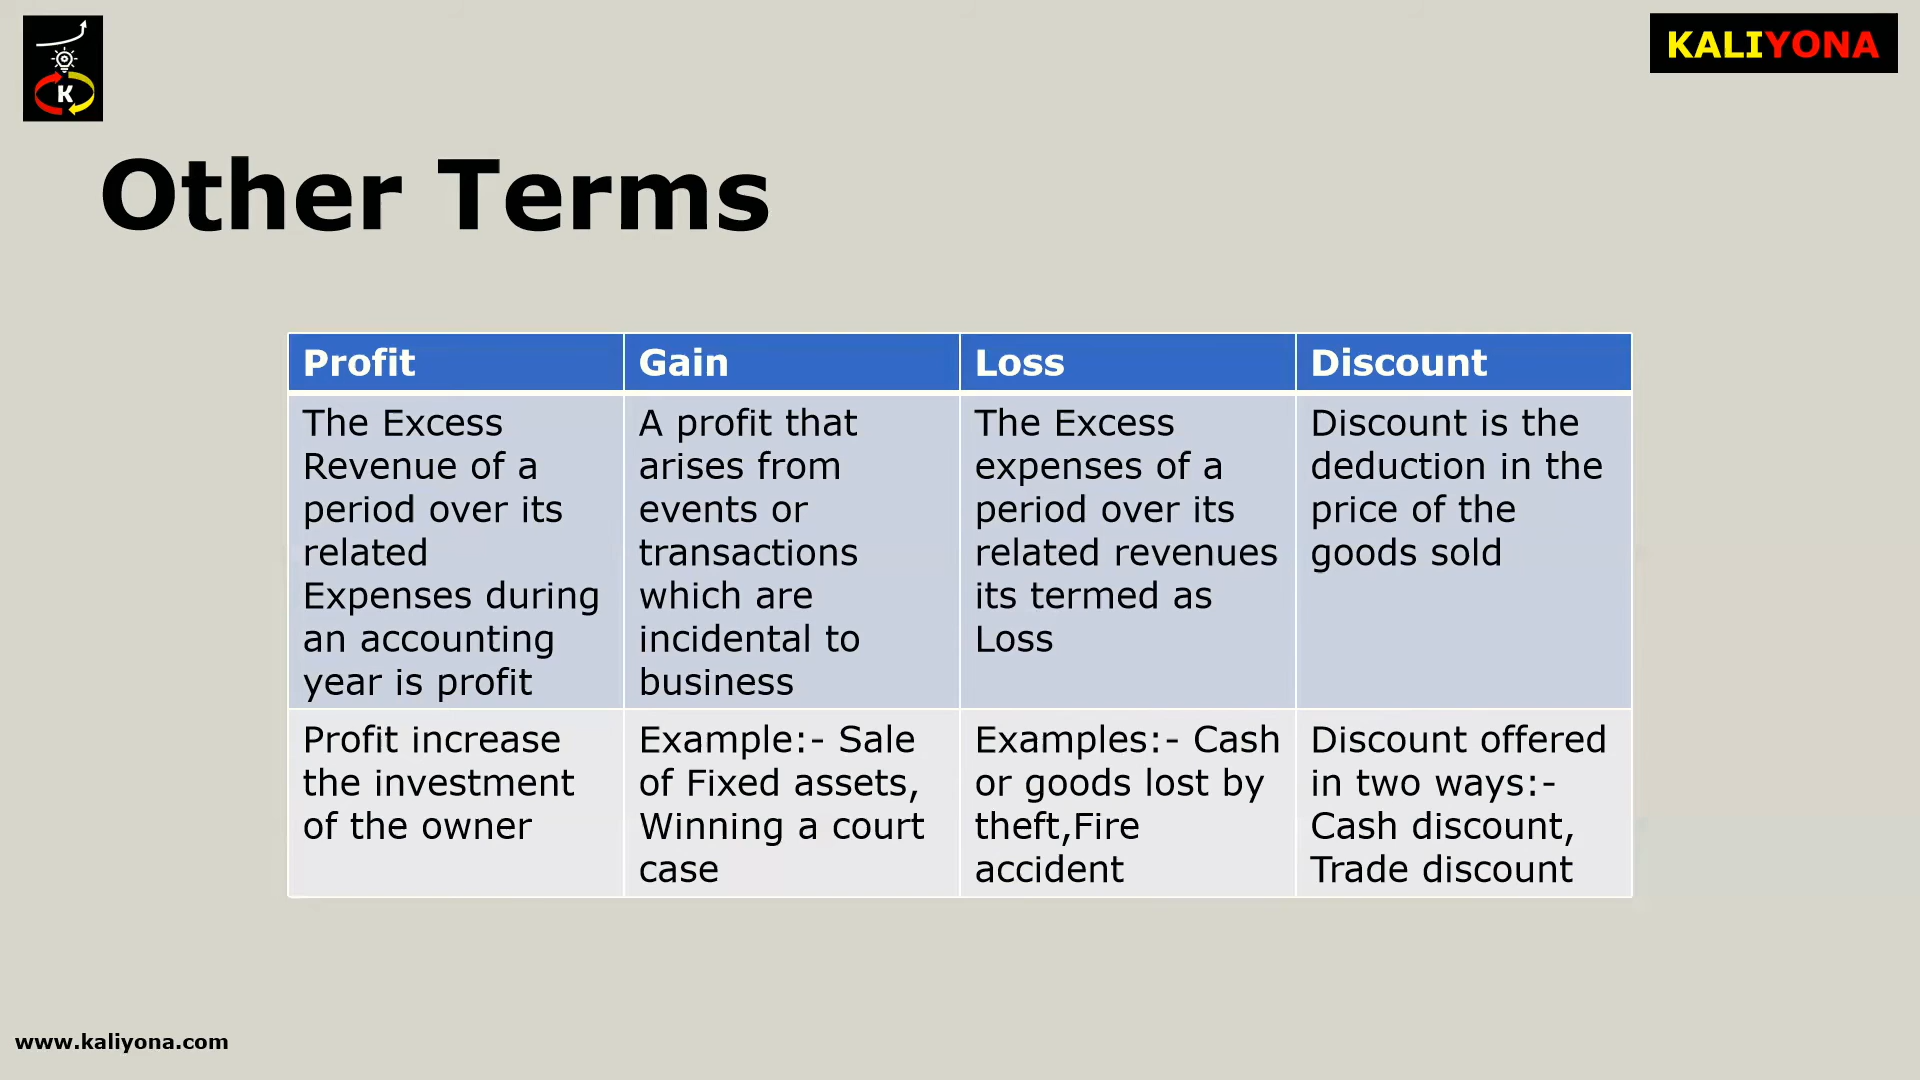 K
KALIYONA
Other Terms
Profit
Gain
Loss
Discount
The Excess
Revenue of a
period over its
related
Expenses during
an accounting
year is profit
A profit that
arises from
events or
transactions
which are
incidental to
business
The Excess
expenses of a
period over its
related revenues
its termed as
Loss
Discount is the
deduction in the
price of the
goods sold
Profit increase
the investment
of the owner
Example:- Sale
of Fixed assets,
Winning a court
case
Examples:- Cash
or goods lost by
theft,Fire
accident
Discount offered
in two ways:-
Cash discount,
Trade discount
www.kaliyona.com